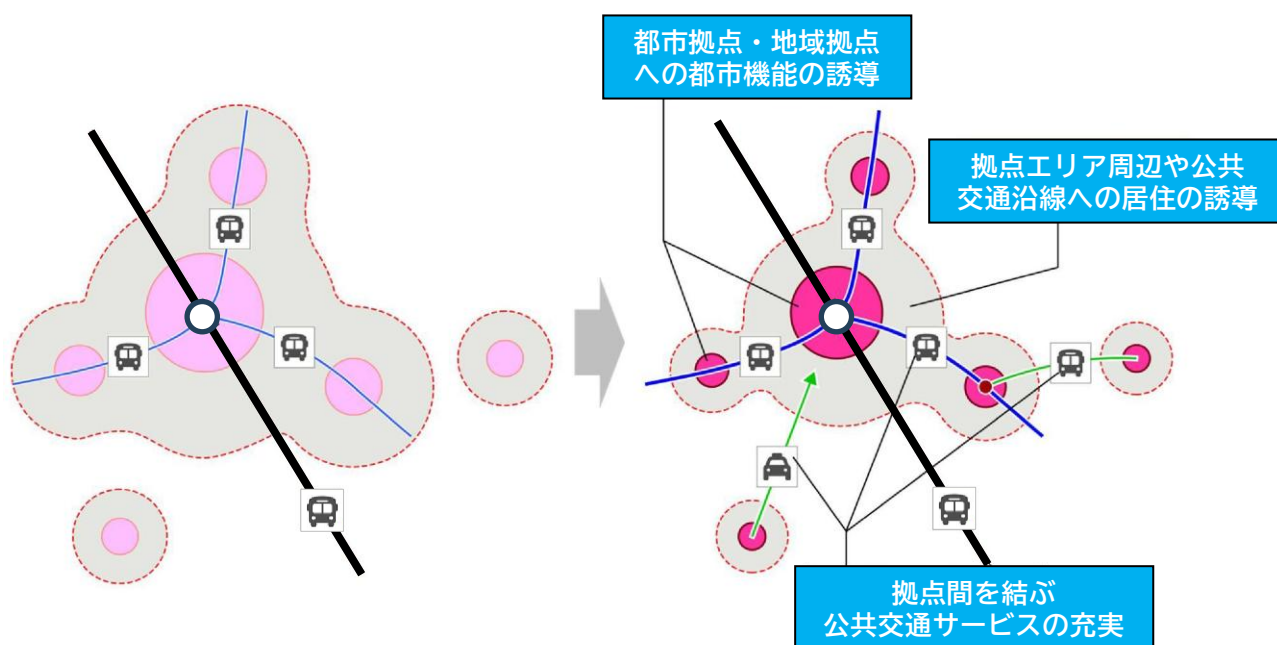 都市拠点・地域拠点
への都市機能の誘導
拠点エリア周辺や公共
交通沿線への居住の誘導
拠点間を結ぶ
公共交通サービスの充実